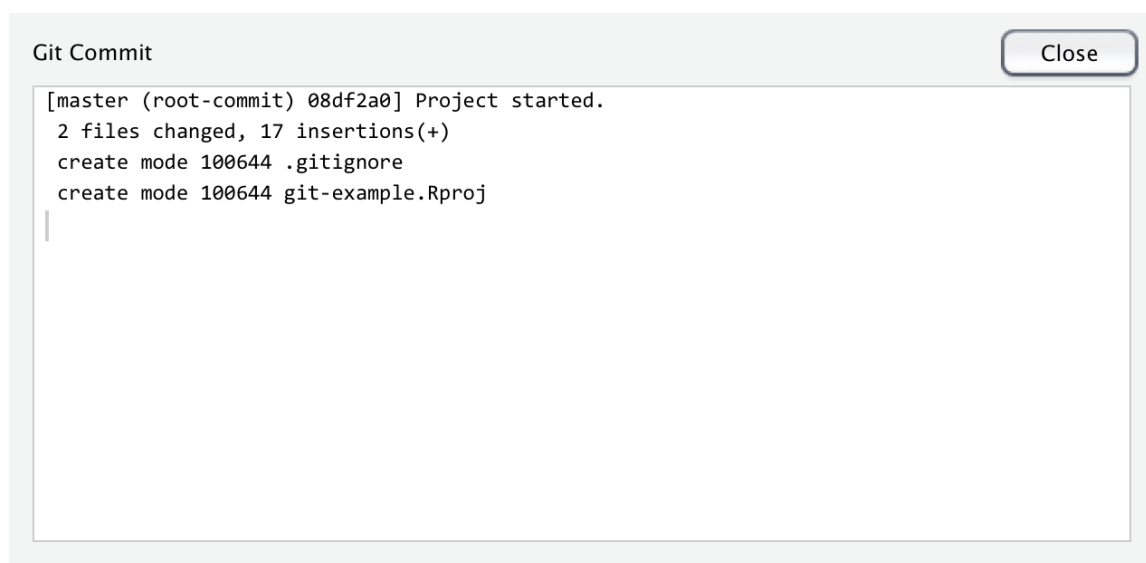 Git Commit
Close
[master (root-commit) 08df2a0] Project started.
 2 files changed, 17 insertions(+)
 create mode 100644 .gitignore
 create mode 100644 git-example.Rproj